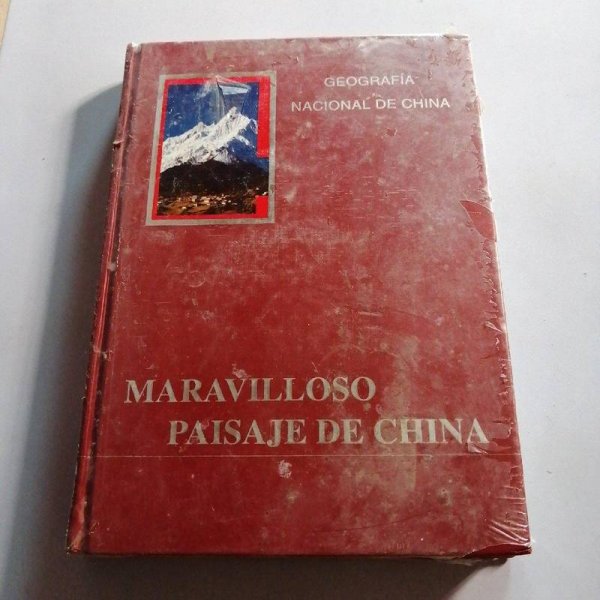 GEOGRAFÍA
NACIONAL DE CHINA
MARAVILLOSO
PAISAJE DE CHINA